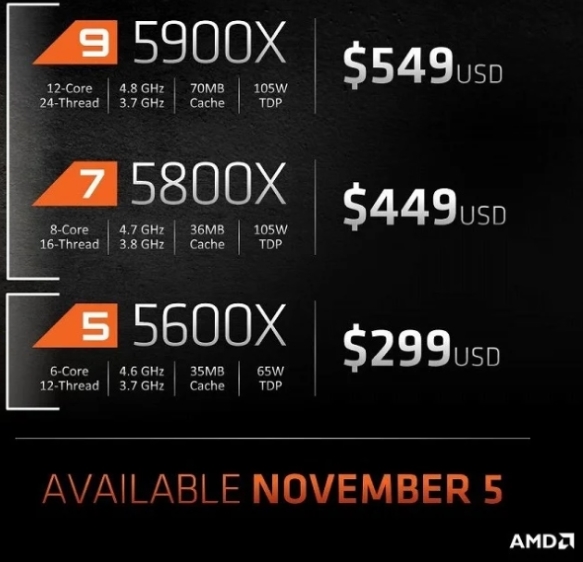 9 5900X
12-Core 4.8 GHz 70MB 105W
24-Thread 3.7 GHz Cache TDP
$549USD
7 5800X
8-Core 4.7 GHz 36MB 105W
16-Thread 3.8 GHz Cache TDP
$449USD
5 5600X
6-Core 4.6 GHz 35MB 65W
12-Thread 3.7 GHz Cache TDP
$299USD
AVAILABLE NOVEMBER 5
AMD